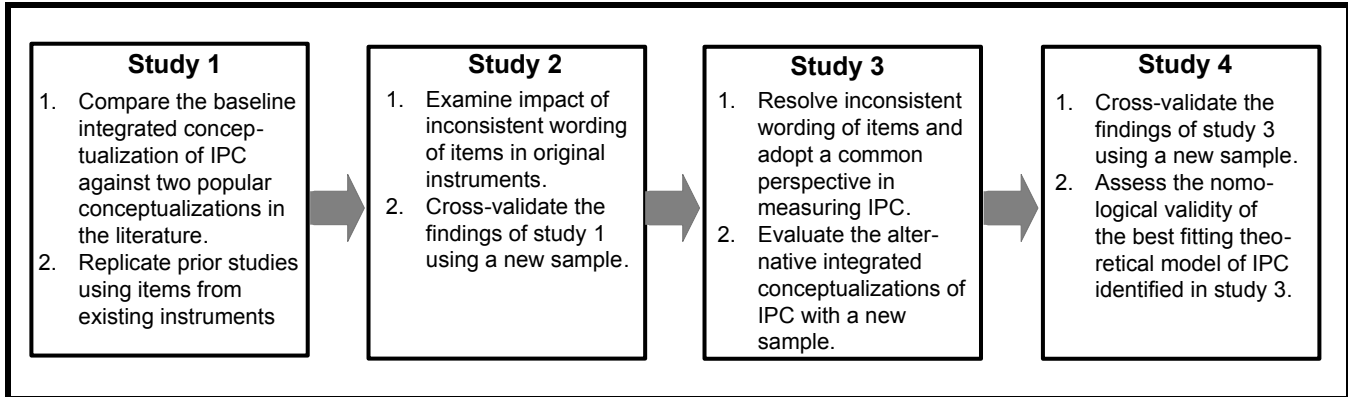 Study 1
1. Compare the baseline
integrated concep-
tualization of IPC
against two popular
conceptualizations in
the literature.
2. Replicate prior studies
using items from
existing instruments
Study 2
1. Examine impact of
inconsistent wording
of items in original
instruments.
2. Cross-validate the
findings of study 1
using a new sample.
Study 3
1. Resolve inconsistent
wording of items and
adopt a common
perspective in
measuring IPC.
2. Evaluate the alter-
native integrated
conceptualizations of
IPC with a new
sample.
Study 4
1. Cross-validate the
findings of study 3
using a new sample.
2. Assess the nomo-
logical validity of
the best fitting theo-
retical model of IPC
identified in study 3.